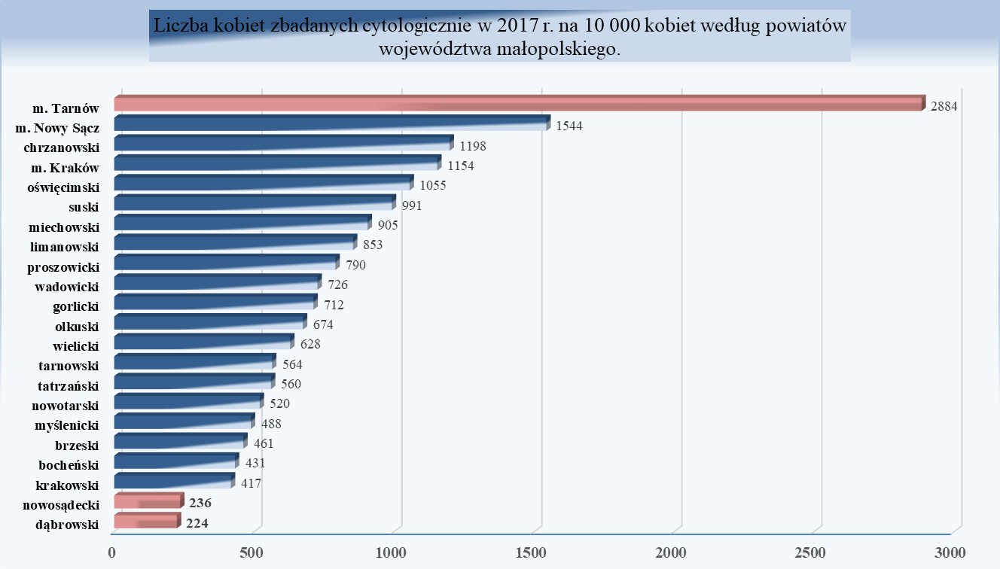 Liczba kobiet zbadanych cytologicznie w 2017 r. na 10 000 kobiet według powiatów
województwa małopolskiego.
m. Tarnów 2884
m. Nowy Sącz 1544
chrzanowski 1198
m. Kraków 1154
oświęcimski 1055
suski 991
miechowski 905
limanowski 853
proszowicki 790
wadowicki 726
gorlicki 712
olkuski 674
wielicki 628
tarnowski 564
tatrzański 560
nowotarski 520
myślenicki 488
brzeski 461
bocheński 431
krakowski 417
nowosądecki 236
dąbrowski 224
0 500 1000 1500 2000 2500 3000